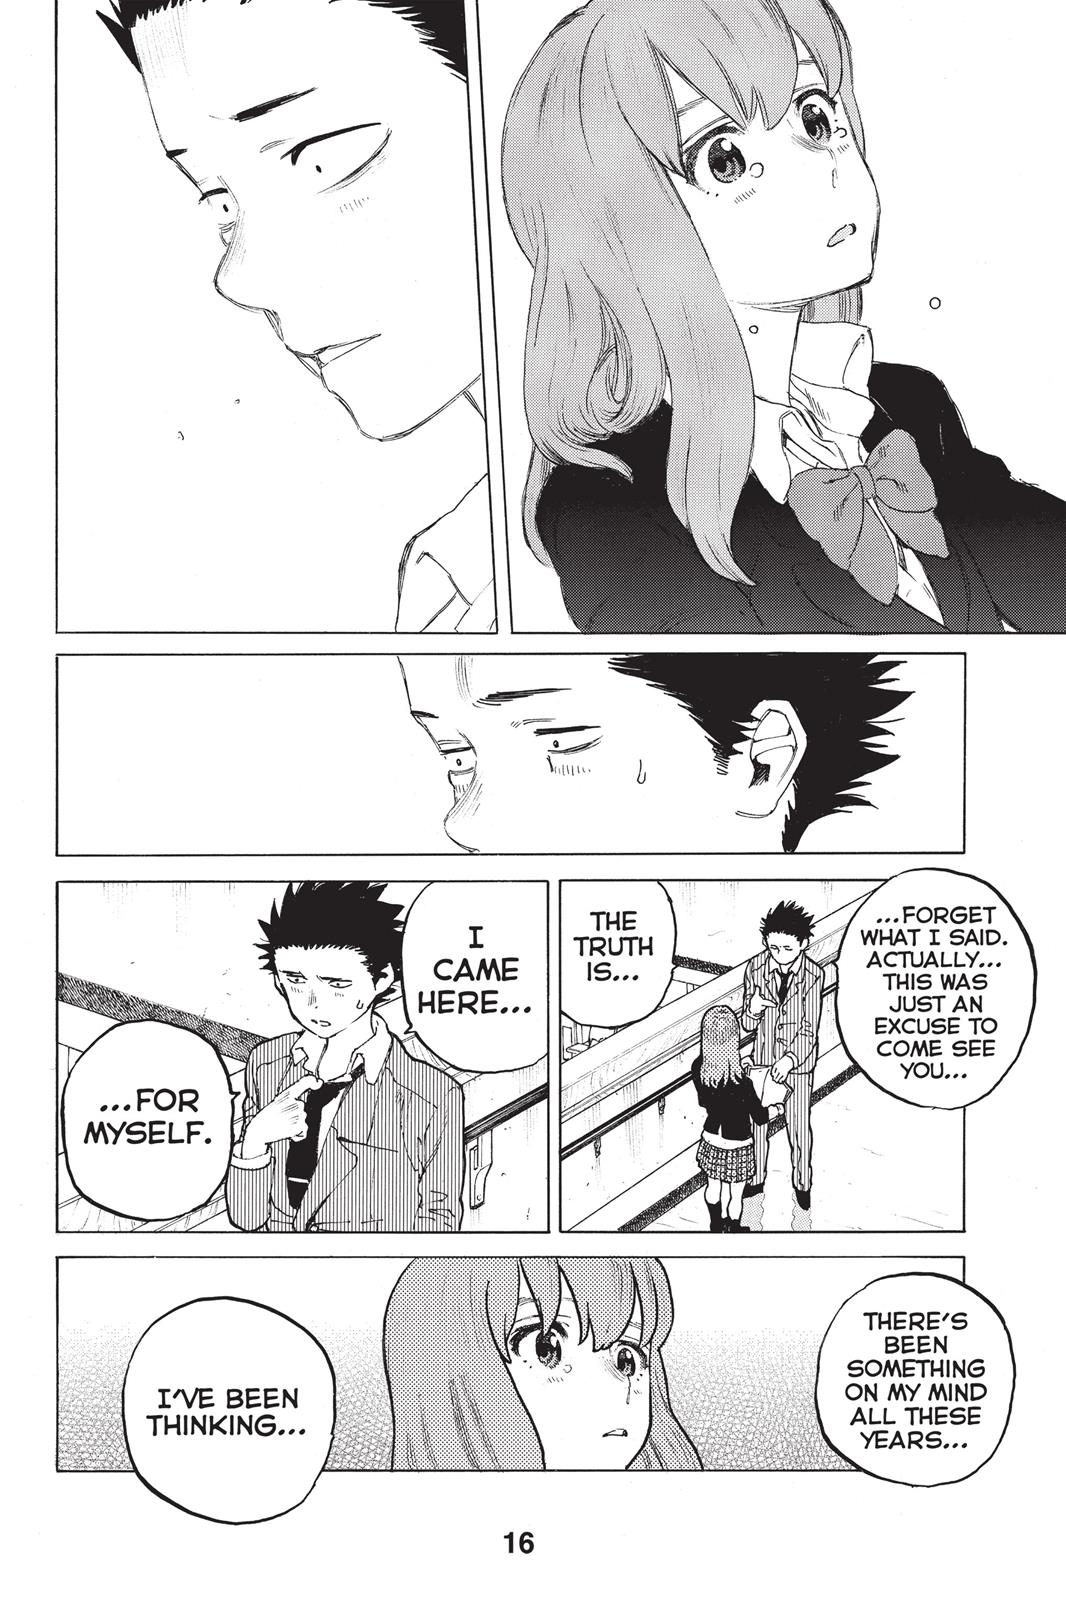 ...FORGET
WHAT I SAID.
ACTUALLY...
THIS WAS
JUST AN
EXCUSE TO
COME SEE
YOU...
THE
TRUTH
IS...
I
CAME
HERE...
...FOR
MYSELF.
THERE'S
BEEN
SOMETHING
ON MY MIND
ALL THESE
YEARS...
I'VE BEEN
THINKING...
16